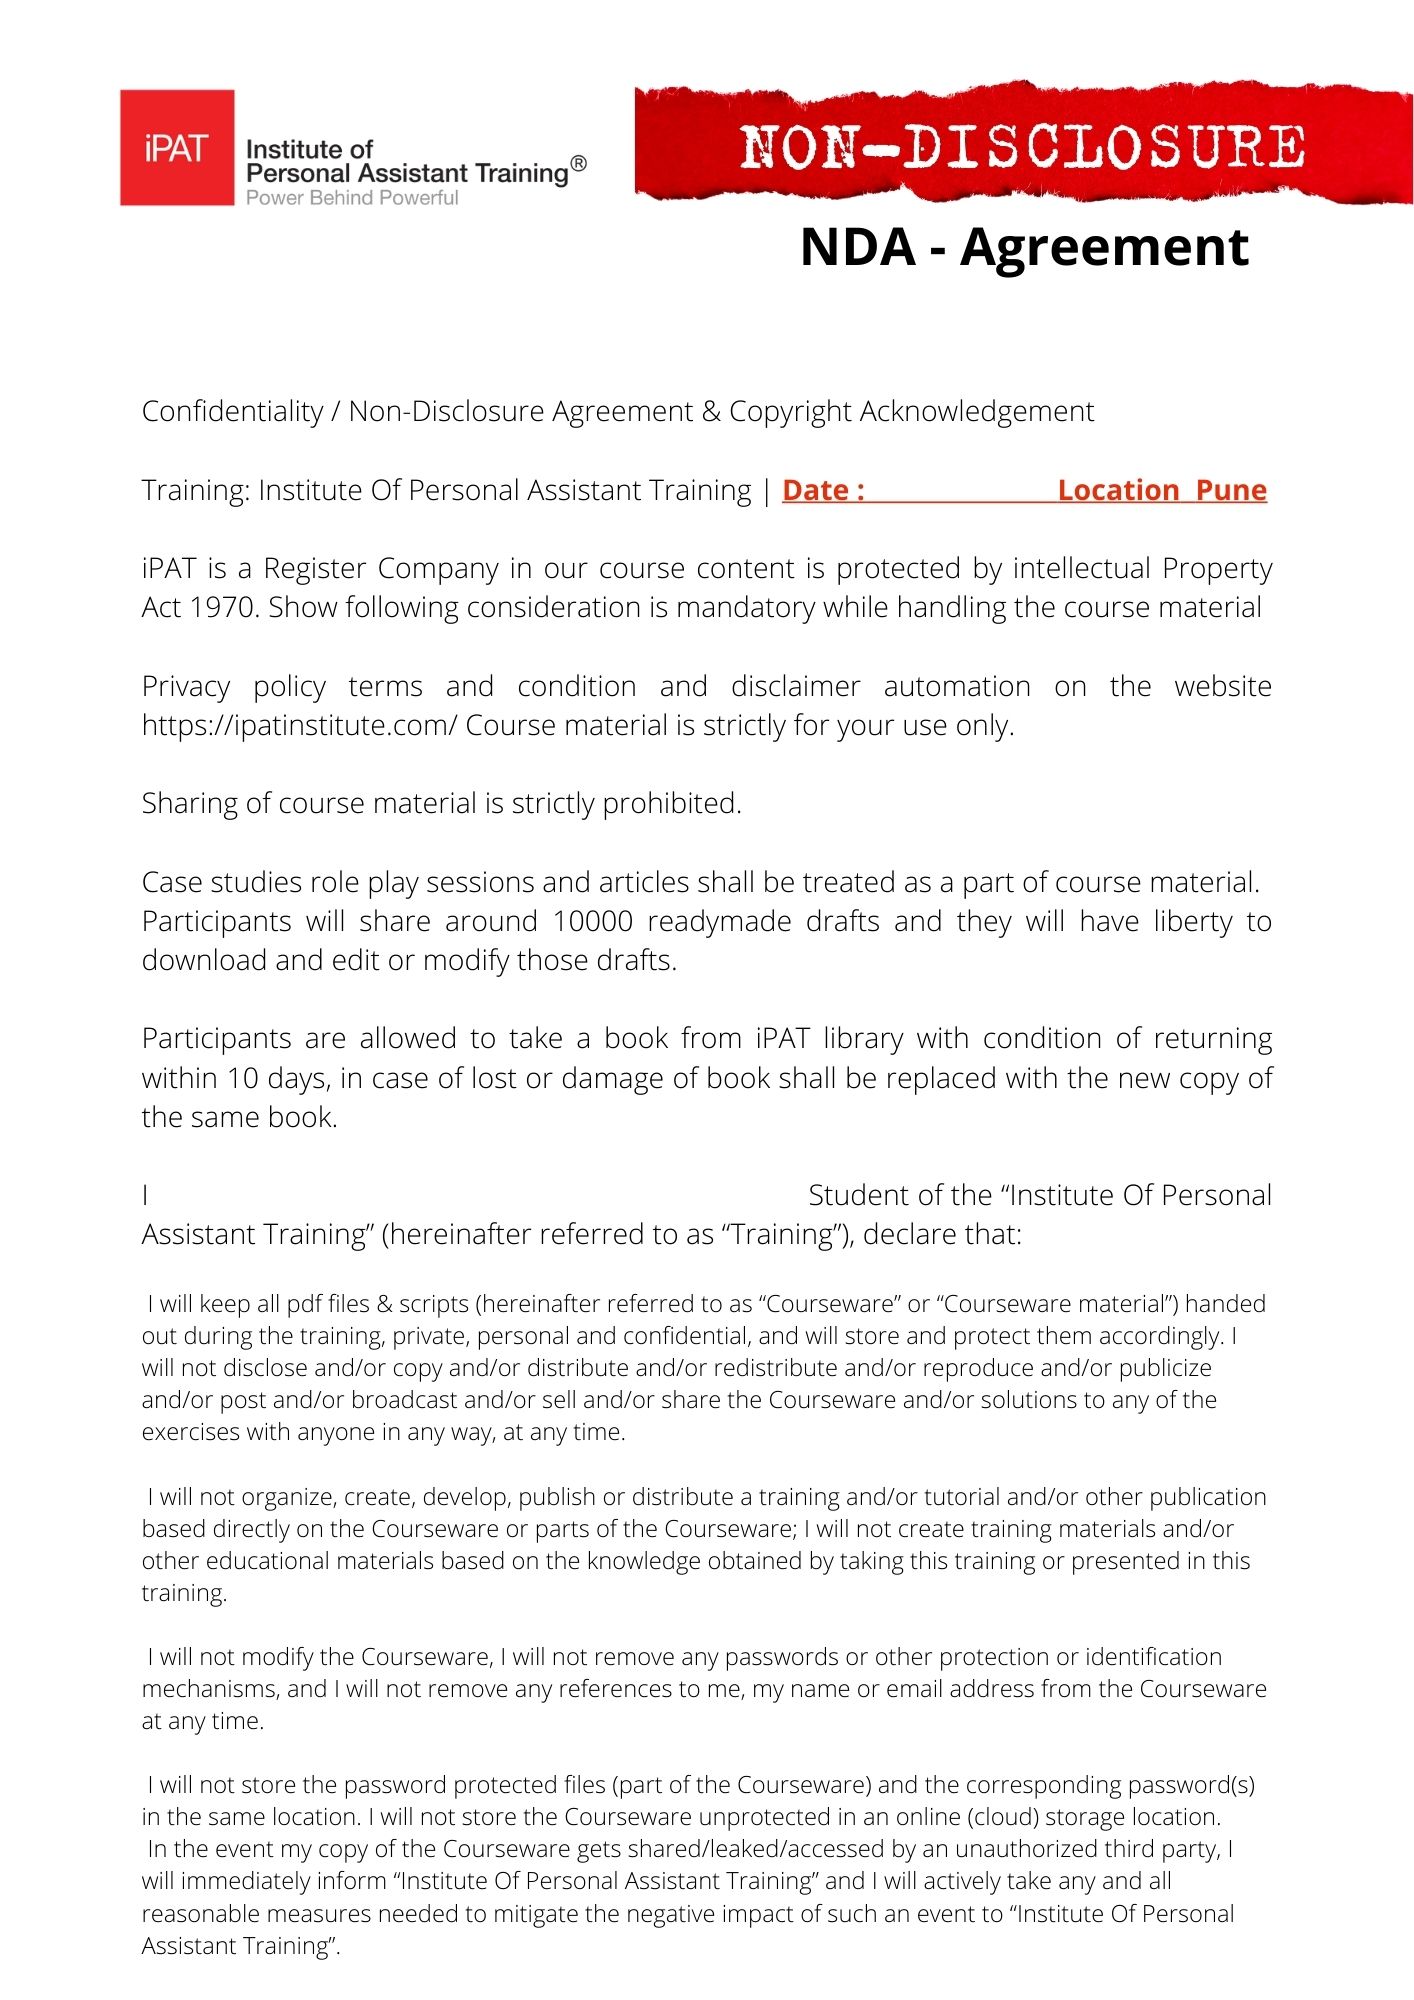 iPAT
Institute of
Personal Assistant Training®
Power Behind Powerful
NON-DISCLOSURE
NDA - Agreement
Confidentiality / Non-Disclosure Agreement & Copyright Acknowledgement
Training: Institute Of Personal Assistant Training | Date : Location Pune
iPAT is a Register Company in our course content is protected by intellectual Property
Act 1970. Show following consideration is mandatory while handling the course material
Privacy policy terms and condition and disclaimer automation on the website
https://ipatinstitute.com/ Course material is strictly for your use only.
Sharing of course material is strictly prohibited.
Case studies role play sessions and articles shall be treated as a part of course material.
Participants will share around 10000 readymade drafts and they will have liberty to
download and edit or modify those drafts.
Participants are allowed to take a book from iPAT library with condition of returning
within 10 days, in case of lost or damage of book shall be replaced with the new copy of
the same book.
I Student of the “Institute Of Personal
Assistant Training” (hereinafter referred to as “Training”), declare that:
I will keep all pdf files & scripts (hereinafter referred to as “Courseware” or “Courseware material”) handed
out during the training, private, personal and confidential, and will store and protect them accordingly. I
will not disclose and/or copy and/or distribute and/or redistribute and/or reproduce and/or publicize
and/or post and/or broadcast and/or sell and/or share the Courseware and/or solutions to any of the
exercises with anyone in any way, at any time.
I will not organize, create, develop, publish or distribute a training and/or tutorial and/or other publication
based directly on the Courseware or parts of the Courseware; I will not create training materials and/or
other educational materials based on the knowledge obtained by taking this training or presented in this
training.
I will not modify the Courseware, I will not remove any passwords or other protection or identification
mechanisms, and I will not remove any references to me, my name or email address from the Courseware
at any time.
I will not store the password protected files (part of the Courseware) and the corresponding password(s)
in the same location. I will not store the Courseware unprotected in an online (cloud) storage location.
In the event my copy of the Courseware gets shared/leaked/accessed by an unauthorized third party, I
will immediately inform “Institute Of Personal Assistant Training” and I will actively take any and all
reasonable measures needed to mitigate the negative impact of such an event to “Institute Of Personal
Assistant Training”.